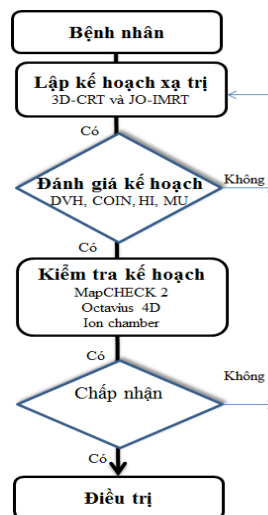 Bệnh nhân
Lập kế hoạch xạ trị
3D-CRT và JO-IMRT
Có
Đánh giá kế hoạch
DVH, COIN, HI, MU
Không
Có
Kiểm tra kế hoạch
MapCHECK 2
Octavius 4D
Ion chamber
Có
Không
Chấp nhận
Có
Điều trị